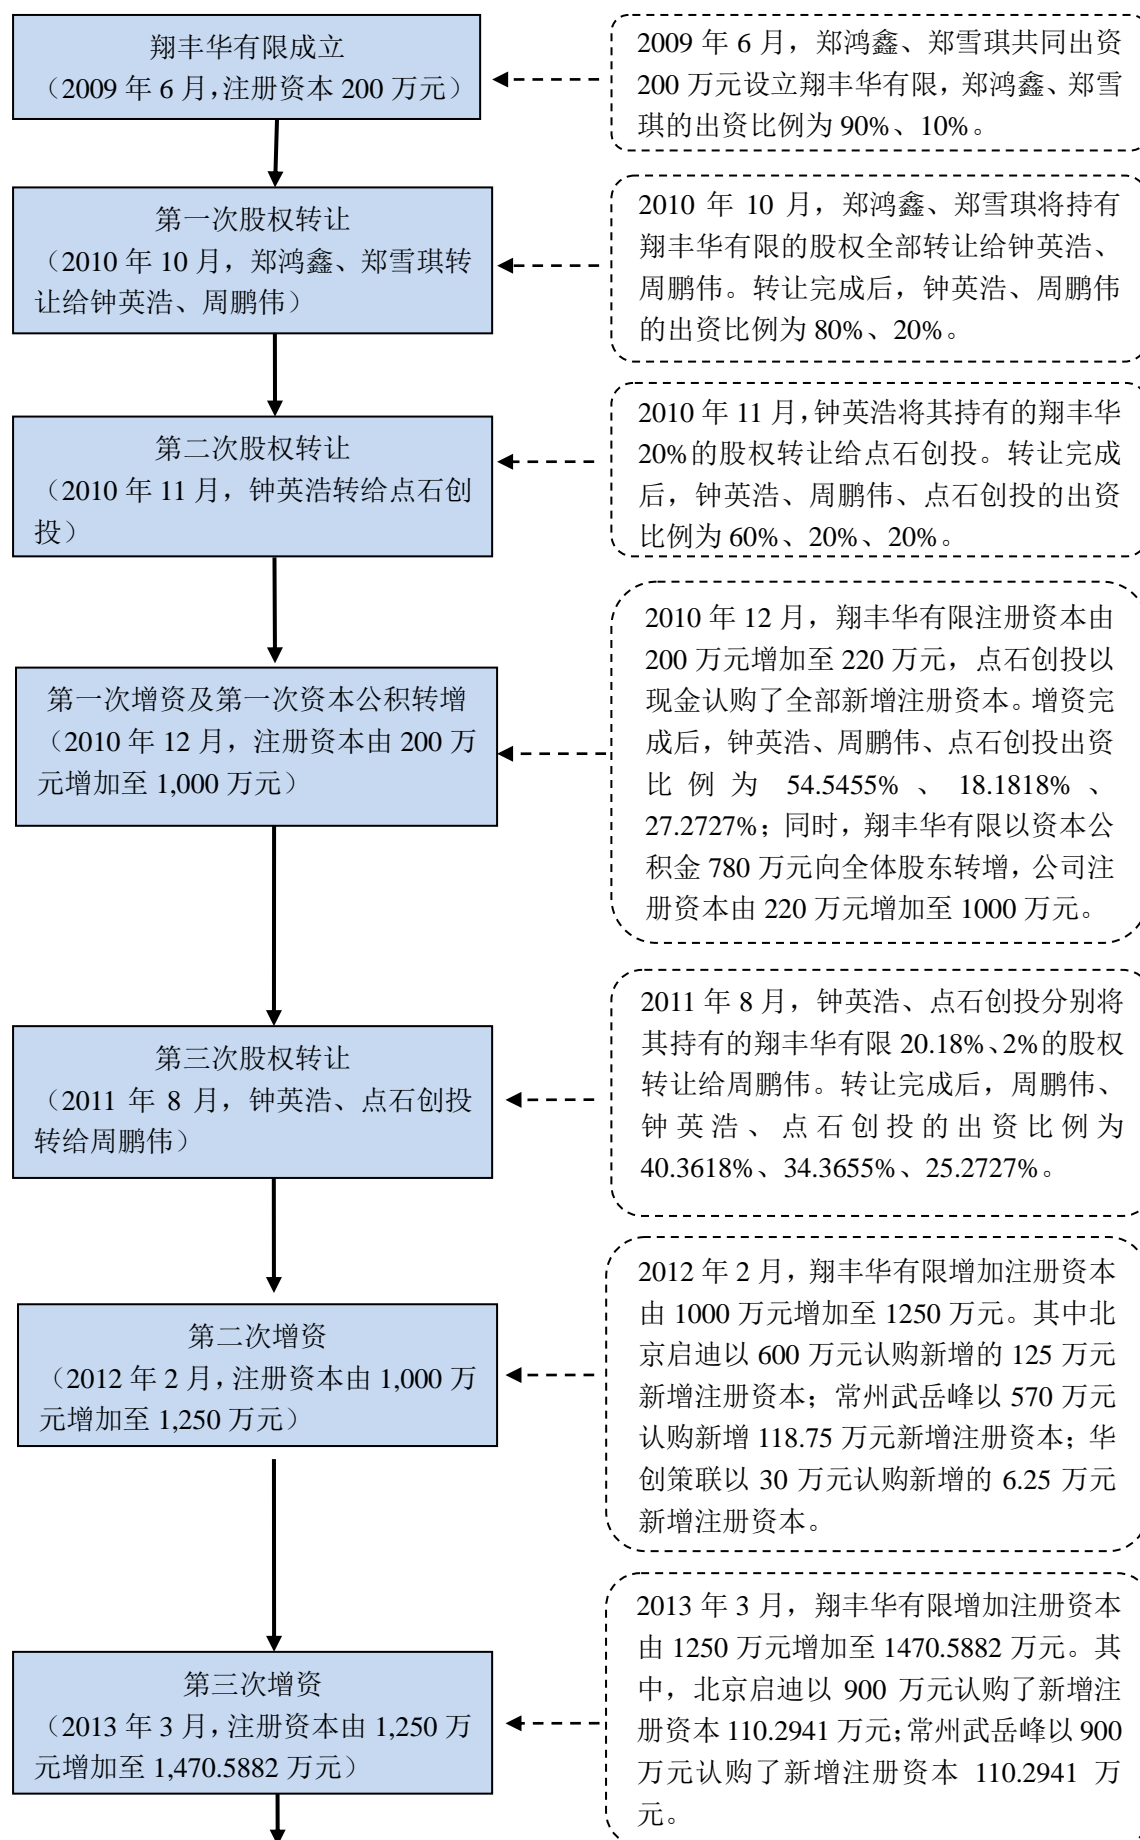 翔丰华有限成立
（2009 年 6 月，注册资本 200 万元）
2009 年 6 月，郑鸿鑫、郑雪琪共同出资
200 万元设立翔丰华有限，郑鸿鑫、郑雪
琪的出资比例为 90%、10%。
第一次股权转让
（2010 年 10 月，郑鸿鑫、郑雪琪转
让给钟英浩、周鹏伟）
2010 年 10 月，郑鸿鑫、郑雪琪将持有
翔丰华有限的股权全部转让给钟英浩、
周鹏伟。转让完成后，钟英浩、周鹏伟
的出资比例为 80%、20%。
第二次股权转让
（2010 年 11 月，钟英浩转给点石创
投）
2010 年 11 月，钟英浩将其持有的翔丰华
20%的股权转让给点石创投。转让完成
后，钟英浩、周鹏伟、点石创投的出资
比例为 60%、20%、20%。
第一次增资及第一次资本公积转增
（2010 年 12 月，注册资本由 200 万
元增加至 1,000 万元）
2010 年 12 月，翔丰华有限注册资本由
200 万元增加至 220 万元，点石创投以
现金认购了全部新增注册资本。增资完
成后，钟英浩、周鹏伟、点石创投出资
比例为 54.5455%、18.1818%、
27.2727%；同时，翔丰华有限以资本公
积金 780 万元向全体股东转增，公司注
册资本由 220 万元增加至 1000 万元。
第三次股权转让
（2011 年 8 月，钟英浩、点石创投
转给周鹏伟）
2011 年 8 月，钟英浩、点石创投分别将
其持有的翔丰华有限 20.18%、2%的股权
转让给周鹏伟。转让完成后，周鹏伟、
钟英浩、点石创投的出资比例为
40.3618%、34.3655%、25.2727%。
第二次增资
（2012 年 2 月，注册资本由 1,000 万
元增加至 1,250 万元）
2012 年 2 月，翔丰华有限增加注册资本
由 1000 万元增加至 1250 万元。其中北
京启迪以 600 万元认购新增的 125 万元
新增注册资本；常州武岳峰以 570 万元
认购新增 118.75 万元新增注册资本；华
创策联以 30 万元认购新增的 6.25 万元
新增注册资本。
第三次增资
（2013 年 3 月，注册资本由 1,250 万
元增加至 1,470.5882 万元）
2013 年 3 月，翔丰华有限增加注册资本
由 1250 万元增加至 1470.5882 万元。其
中，北京启迪以 900 万元认购了新增注
册资本 110.2941 万元；常州武岳峰以 900
万元认购了新增注册资本 110.2941 万
元。